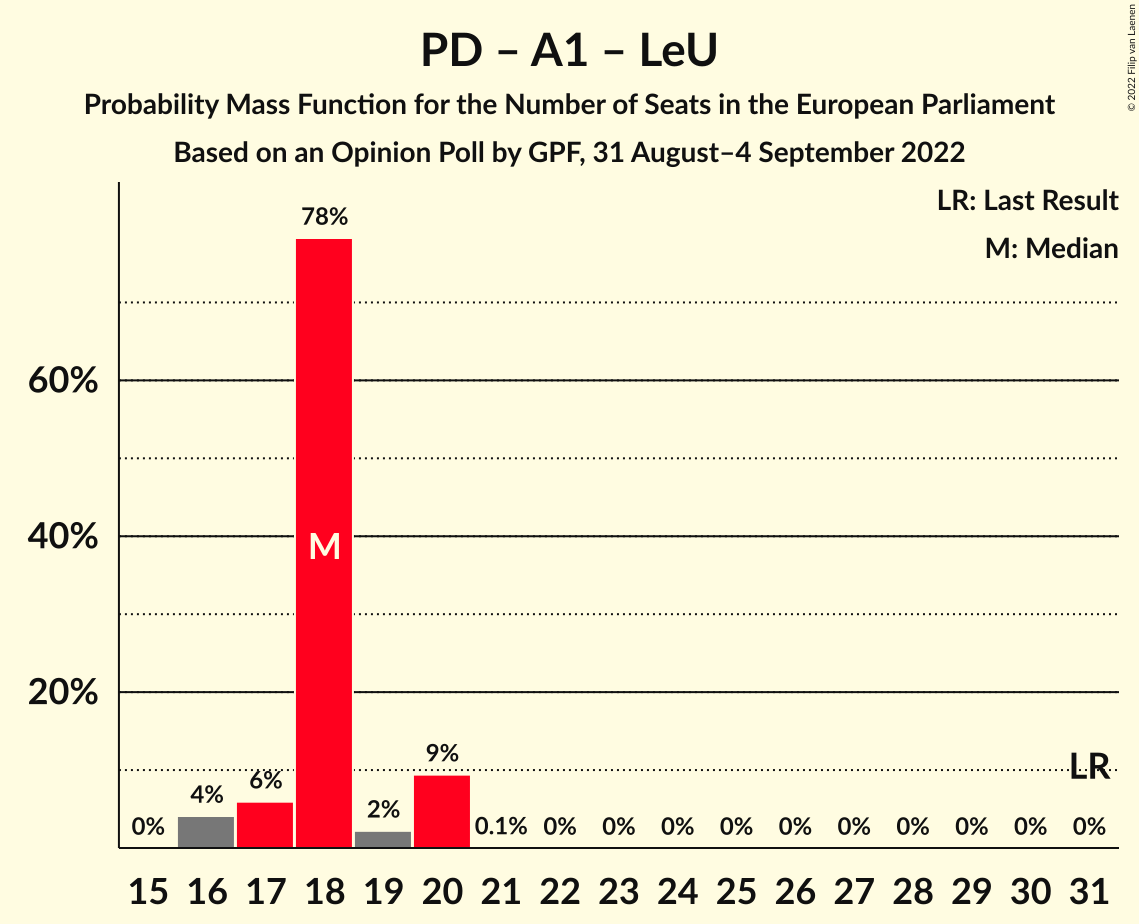 PD – A1 – LeU
Probability Mass Function for the Number of Seats in the European Parliament
Based on an Opinion Poll by GPF, 31 August–4 September 2022
© 2022 Filip van Laenen
LR: Last Result
M: Median
78%
60%
40%
M
20%
9%
LR
6%
4%
2%
0% 0.1% 0% 0% 0% 0% 0% 0% 0% 0% 0% 0%
15 16 17 18 19 20 21 22 23 24 25 26 27 28 29 30 31